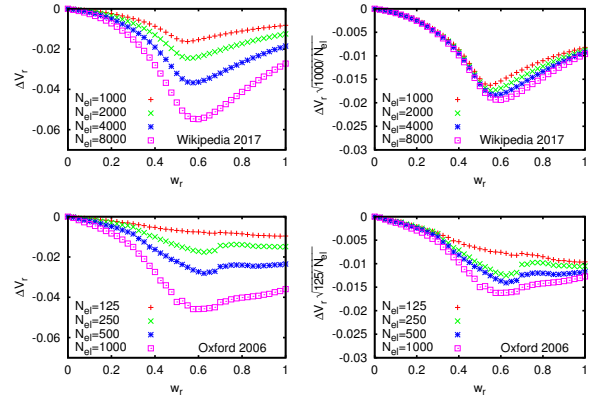 0
-0.02
-0.04
-0.06
ΔV_r
N_el=1000
N_el=2000
N_el=4000
N_el=8000
Wikipedia 2017
0 0.2 0.4 0.6 0.8 1
w_r
0
-0.005
-0.01
-0.015
-0.02
-0.025
-0.03
ΔV_r √1000/N_el
N_el=1000
N_el=2000
N_el=4000
N_el=8000
Wikipedia 2017
0 0.2 0.4 0.6 0.8 1
w_r
0
-0.02
-0.04
-0.06
ΔV_r
N_el=125
N_el=250
N_el=500
N_el=1000
Oxford 2006
0 0.2 0.4 0.6 0.8 1
w_r
0
-0.005
-0.01
-0.015
-0.02
-0.025
-0.03
ΔV_r √125/N_el
N_el=125
N_el=250
N_el=500
N_el=1000
Oxford 2006
0 0.2 0.4 0.6 0.8 1
w_r